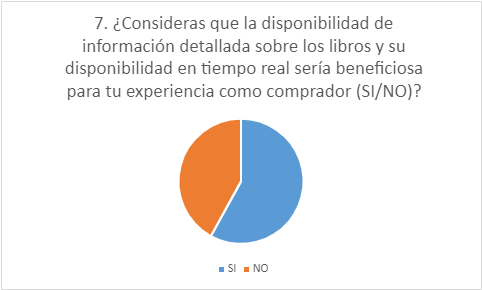 7. ¿Consideras que la disponibilidad de
información detallada sobre los libros y su
disponibilidad en tiempo real sería beneficiosa
para tu experiencia como comprador (SI/NO)?
SI NO